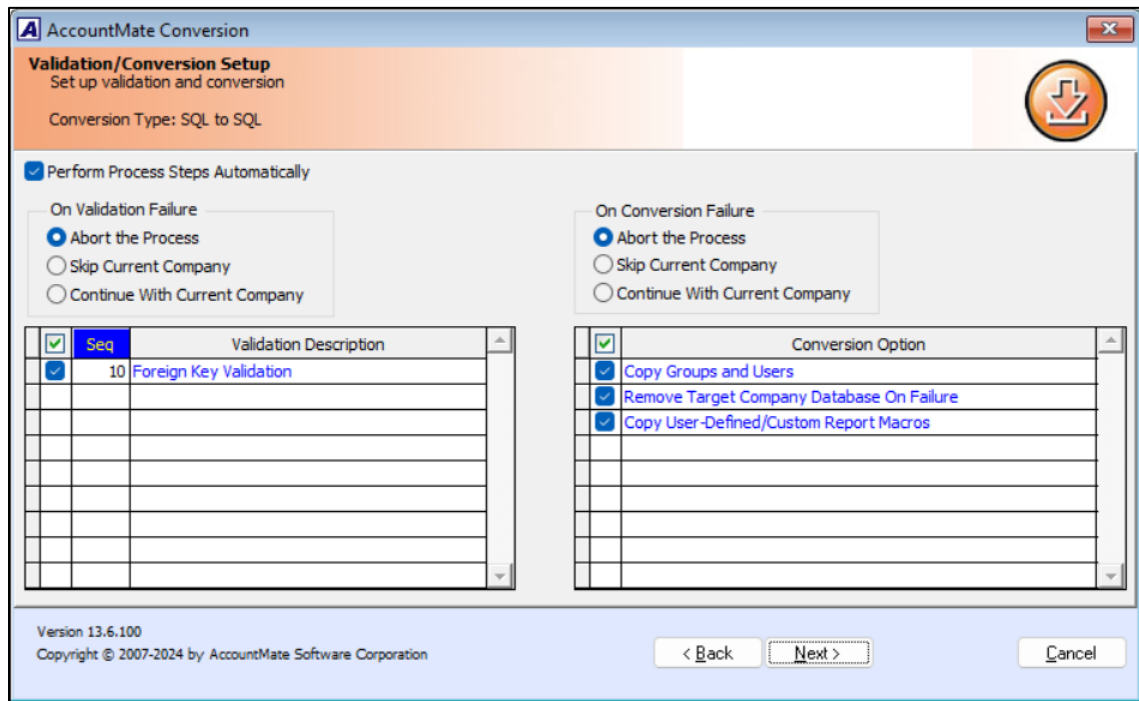 AccountMate Conversion
Validation/Conversion Setup
Set up validation and conversion
Conversion Type: SQL to SQL
Perform Process Steps Automatically
On Validation Failure
Abort the Process
Skip Current Company
Continue With Current Company
On Conversion Failure
Abort the Process
Skip Current Company
Continue With Current Company
Seq Validation Description
10 Foreign Key Validation
Conversion Option
Copy Groups and Users
Remove Target Company Database On Failure
Copy User-Defined/Custom Report Macros
Version 13.6.100
Copyright © 2007-2024 by AccountMate Software Corporation
< Back Next > Cancel